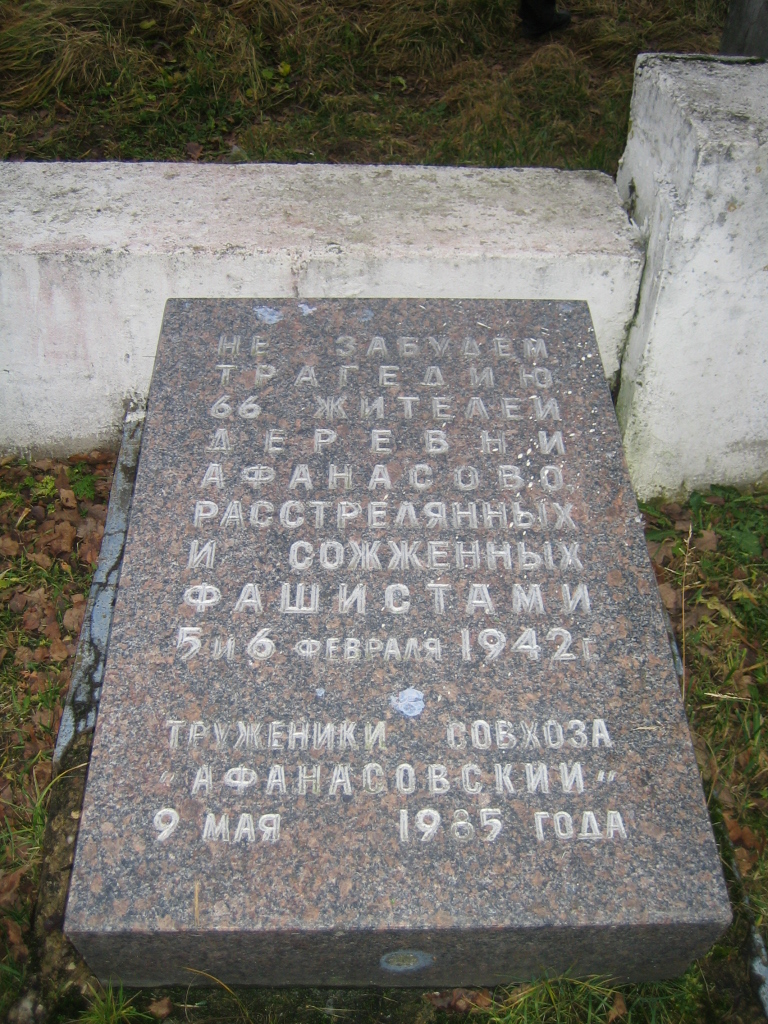 НЕ ЗАБУДЕМ
ТРАГЕДИЮ
66 ЖИТЕЛЕЙ
ДЕРЕВНИ
АФАНАСОВО
РАССТРЕЛЯННЫХ
И СОЖЖЕННЫХ
ФАШИСТАМИ
5 И 6 ФЕВРАЛЯ 1942 Г.
ТРУЖЕНИКИ СОВХОЗА
"АФАНАСОВСКИЙ"
9 МАЯ 1985 ГОДА